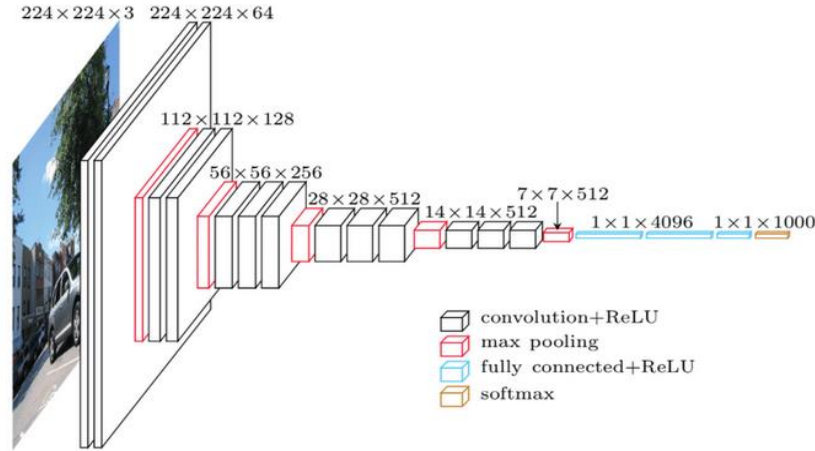 224×224×3
224×224×64
112×112×128
56×56×256
28×28×512
14×14×512
7×7×512
1×1×4096
1×1×1000
convolution+ReLU
max pooling
fully connected+ReLU
softmax